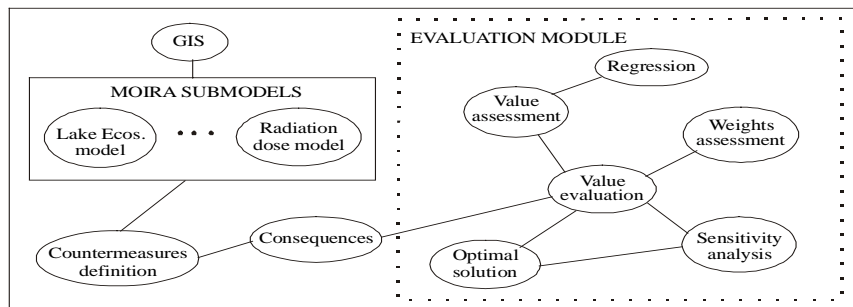 GIS
MOIRA SUBMODELS
Lake Ecos.
model
• • •
Radiation
dose model
Countermeasures
definition
Consequences
EVALUATION MODULE
Regression
Value
assessment
Weights
assessment
Value
evaluation
Optimal
solution
Sensitivity
analysis